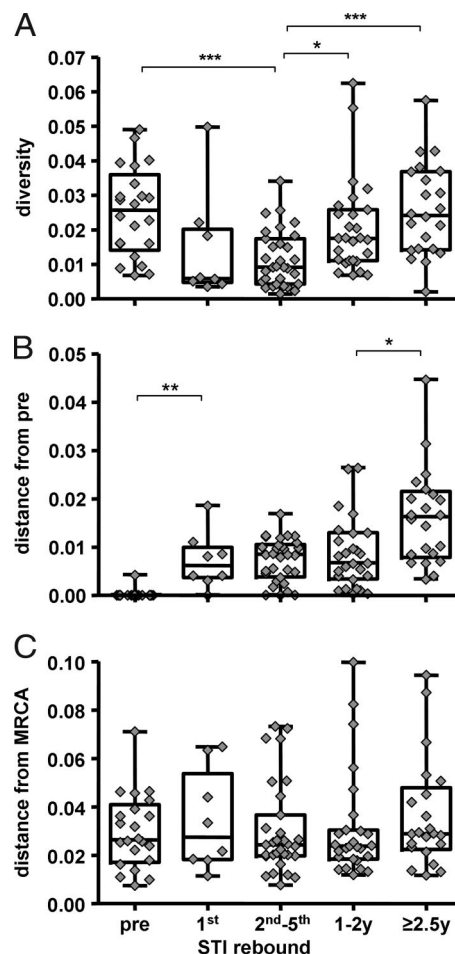 A
*** * ***
0.07
0.06
0.05
0.04
0.03
0.02
0.01
0.00
diversity
B
** *
0.05
0.04
0.03
0.02
0.01
0.00
distance from pre
C
0.10
0.08
0.06
0.04
0.02
0.00
distance from MRCA
pre 1st 2nd-5th 1-2y ≥2.5y
STI rebound